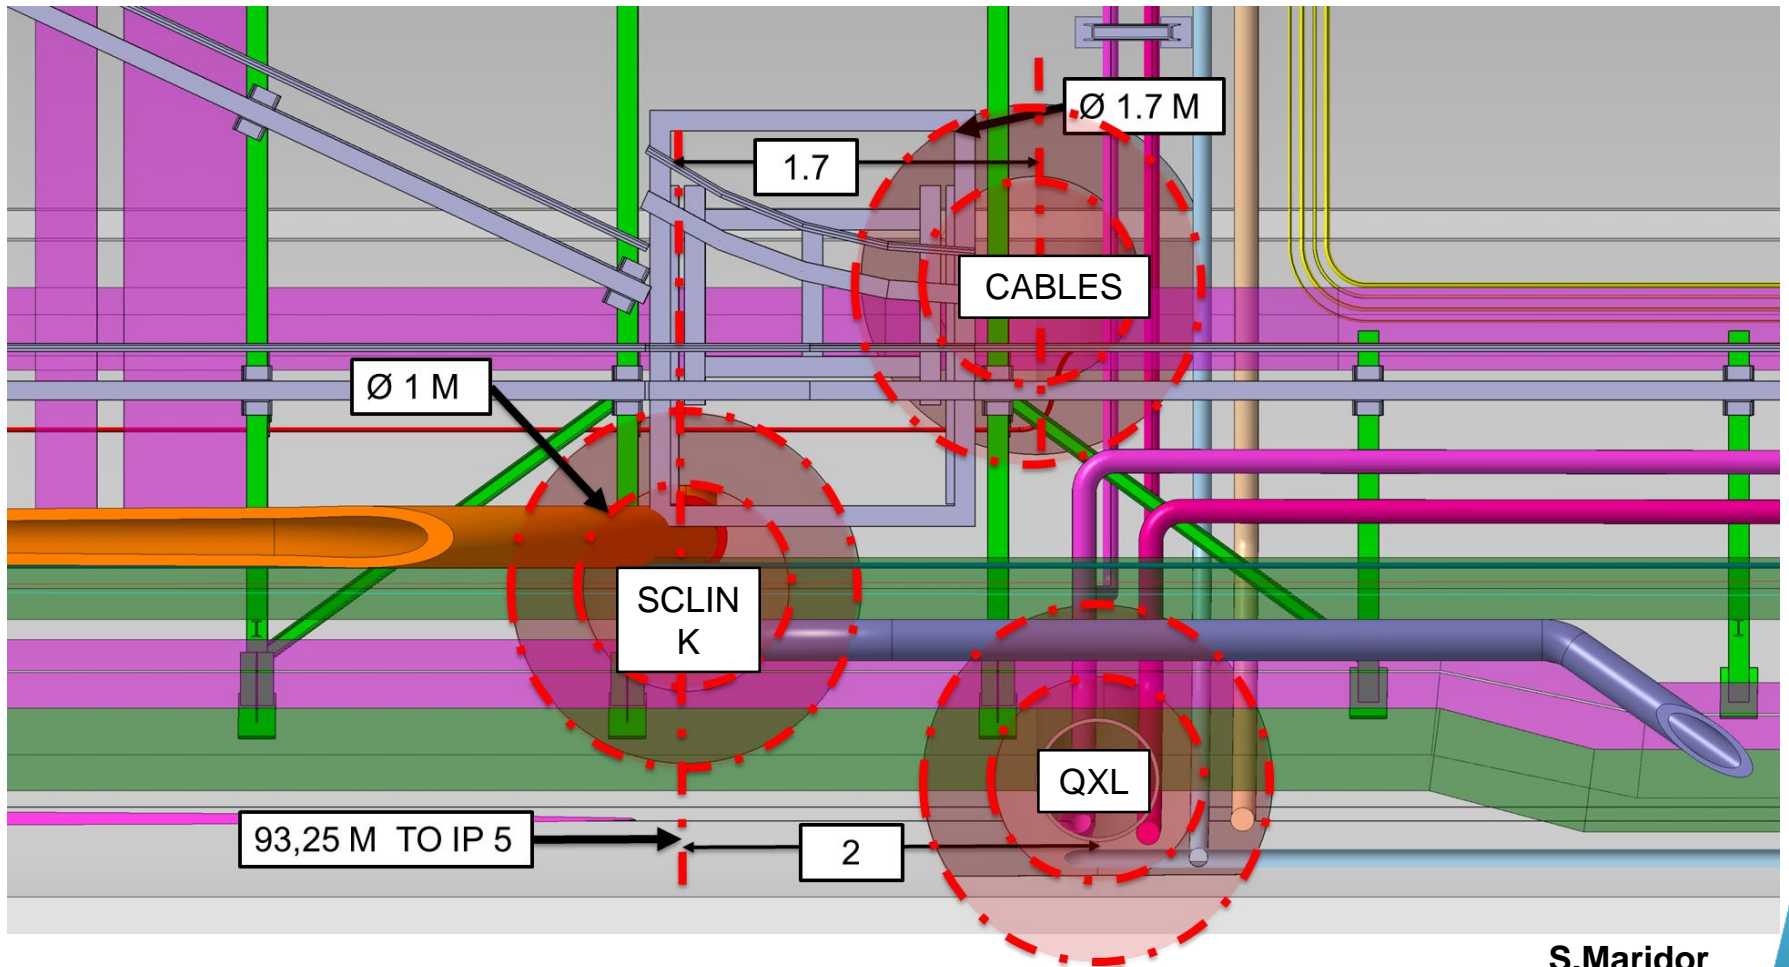 Ø 1.7 M
1.7
CABLES
Ø 1 M
SCLIN
K
QXL
93,25 M TO IP 5
2
S.Maridor